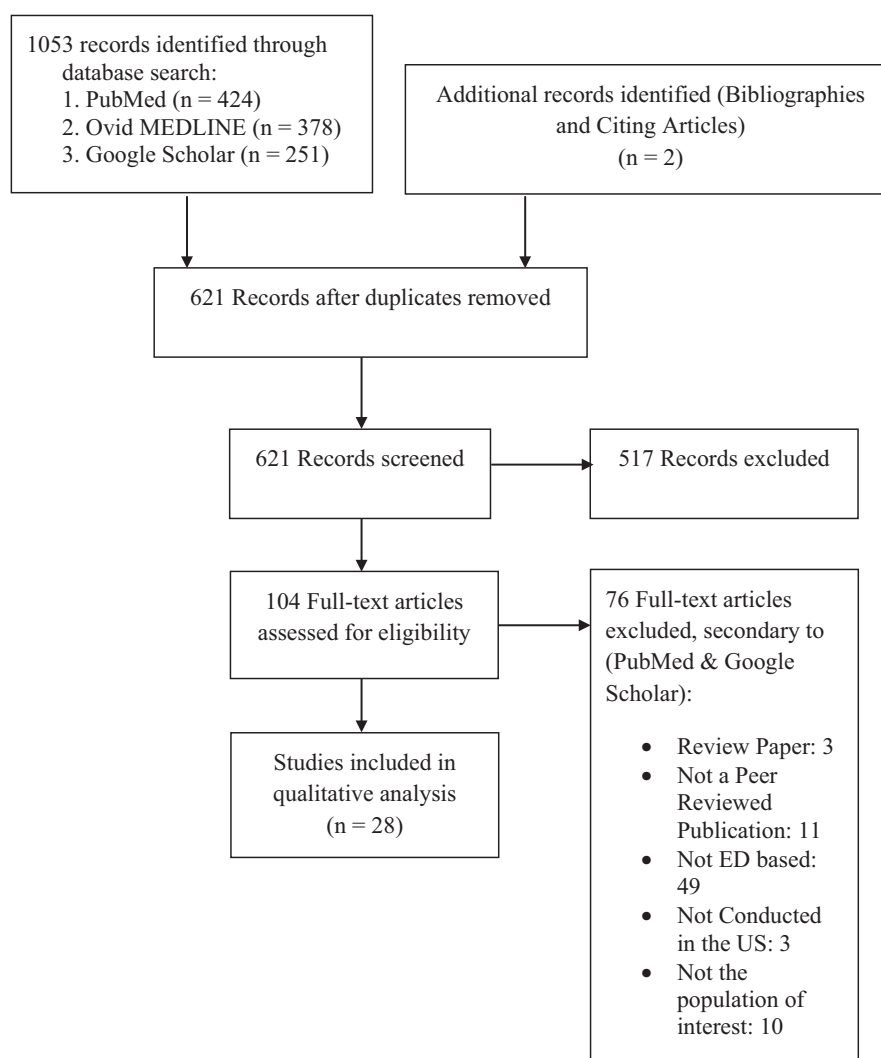 1053 records identified through
database search:
1. PubMed (n = 424)
2. Ovid MEDLINE (n = 378)
3. Google Scholar (n = 251)
Additional records identified (Bibliographies
and Citing Articles)
(n = 2)
621 Records after duplicates removed
621 Records screened
517 Records excluded
104 Full-text articles
assessed for eligibility
76 Full-text articles
excluded, secondary to
(PubMed & Google
Scholar):
• Review Paper: 3
• Not a Peer
Reviewed
Publication: 11
• Not ED based:
49
• Not Conducted
in the US: 3
• Not the
population of
interest: 10
Studies included in
qualitative analysis
(n = 28)